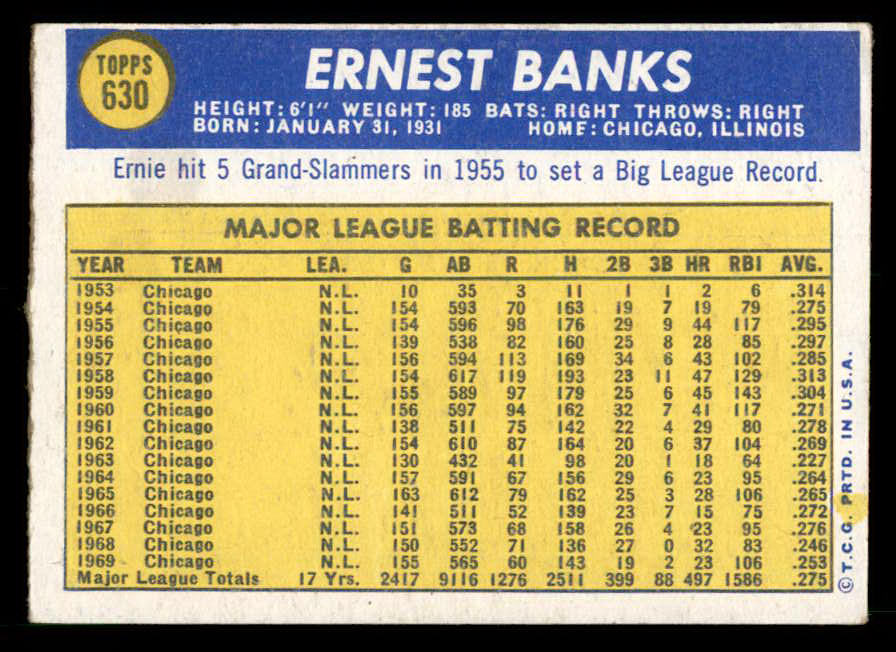 TOPPS
630
ERNEST BANKS
HEIGHT: 6'1" WEIGHT: 185 BATS: RIGHT THROWS: RIGHT
BORN: JANUARY 31, 1931 HOME: CHICAGO, ILLINOIS
Ernie hit 5 Grand-Slammers in 1955 to set a Big League Record.
MAJOR LEAGUE BATTING RECORD
YEAR TEAM LEA. G AB R H 2B 3B HR RBI AVG.
1953 Chicago N.L. 10 35 3 11 1 1 2 6 .314
1954 Chicago N.L. 154 593 70 163 19 7 19 79 .275
1955 Chicago N.L. 154 596 98 176 29 9 44 117 .295
1956 Chicago N.L. 139 538 82 160 25 8 28 85 .297
1957 Chicago N.L. 156 594 113 169 34 6 43 102 .285
1958 Chicago N.L. 154 617 119 193 23 11 47 129 .313
1959 Chicago N.L. 155 589 97 179 25 6 45 143 .304
1960 Chicago N.L. 156 597 94 162 32 7 41 117 .271
1961 Chicago N.L. 138 511 75 142 22 4 29 80 .278
1962 Chicago N.L. 154 610 87 164 20 6 37 104 .269
1963 Chicago N.L. 130 432 41 98 20 1 18 64 .227
1964 Chicago N.L. 157 591 67 156 29 6 23 95 .264
1965 Chicago N.L. 163 612 79 162 25 3 28 106 .265
1966 Chicago N.L. 141 511 52 139 23 7 15 75 .272
1967 Chicago N.L. 151 573 68 158 26 4 23 95 .276
1968 Chicago N.L. 150 552 71 136 27 0 32 83 .246
1969 Chicago N.L. 155 565 60 143 19 2 23 106 .253
Major League Totals 17 Yrs. 2417 9116 1276 2511 399 88 497 1586 .275
© T.C.G. PRTD. IN U.S.A.